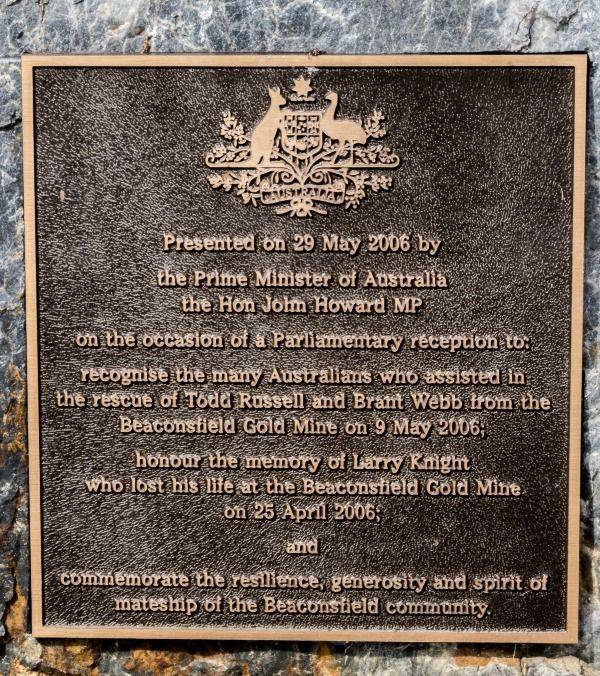 AUSTRALIA
Presented on 29 May 2006 by
the Prime Minister of Australia
the Hon John Howard MP
on the occasion of a Parliamentary reception to:
recognise the many Australians who assisted in
the rescue of Todd Russell and Brant Webb from the
Beaconsfield Gold Mine on 9 May 2006;
honour the memory of Larry Knight
who lost his life at the Beaconsfield Gold Mine
on 25 April 2006;
and
commemorate the resilience, generosity and spirit of
mateship of the Beaconsfield community.